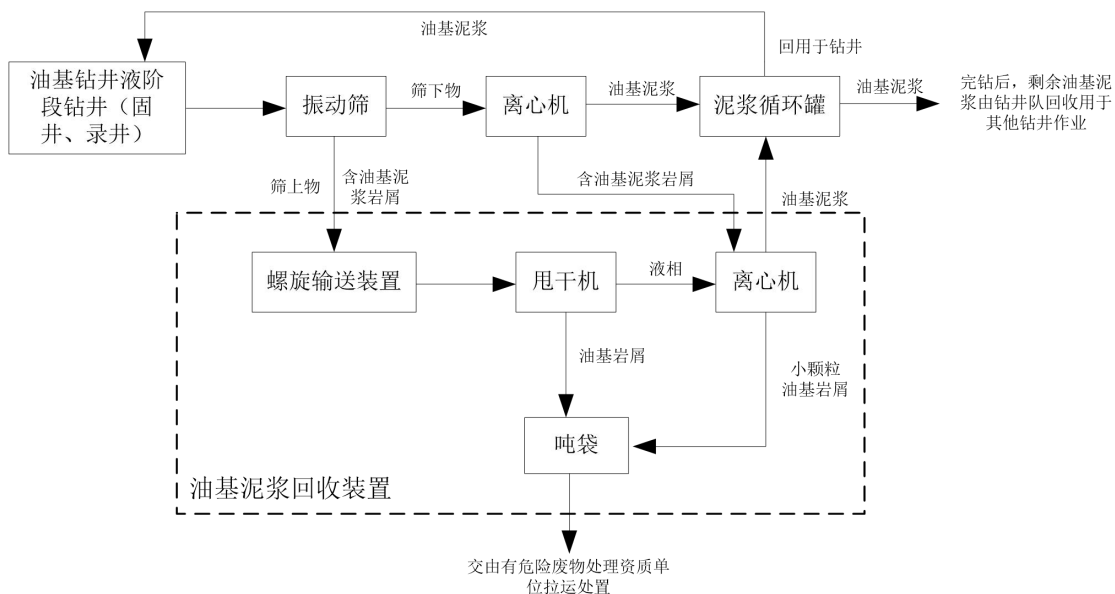 油基泥浆
回用于钻井
油基钻井液阶
段钻井（固
井、录井）
振动筛
筛下物
离心机
油基泥浆
泥浆循环罐
油基泥浆
完钻后，剩余油基泥
浆由钻井队回收用于
其他钻井作业
筛上物
含油基泥
浆岩屑
含油基泥浆岩屑
油基泥浆
螺旋输送装置
甩干机
液相
离心机
油基岩屑
小颗粒
油基岩屑
吨袋
油基泥浆回收装置
交由有危险废物处理资质单
位拉运处置